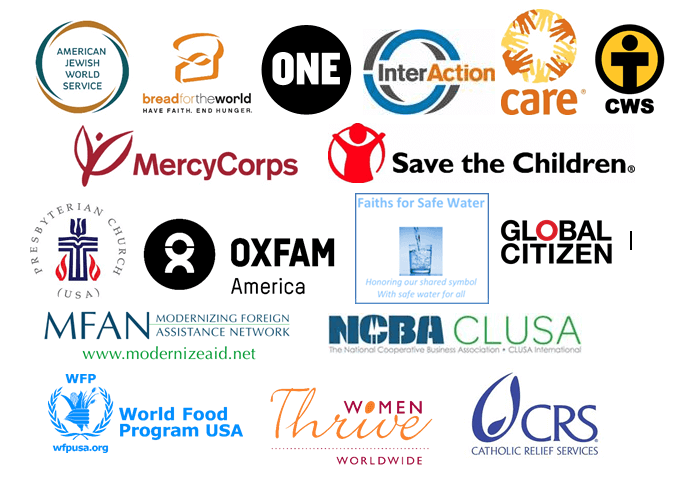 AMERICAN
JEWISH
WORLD
SERVICE
breadfortheworld
HAVE FAITH. END HUNGER.
ONE
InterAction
care®
CWS
MercyCorps
Save the Children®
PRESBYTERIAN CHURCH
(USA)
OXFAM
America
Faiths for Safe Water
Honoring our shared symbol
With safe water for all
GLOBAL
CITIZEN
MFAN MODERNIZING FOREIGN
ASSISTANCE NETWORK
www.modernizeaid.net
NCBA CLUSA
The National Cooperative Business Association • CLUSA International
WFP
wfpusa.org
World Food
Program USA
WOMEN
Thrive
WORLDWIDE
CRS
CATHOLIC RELIEF SERVICES